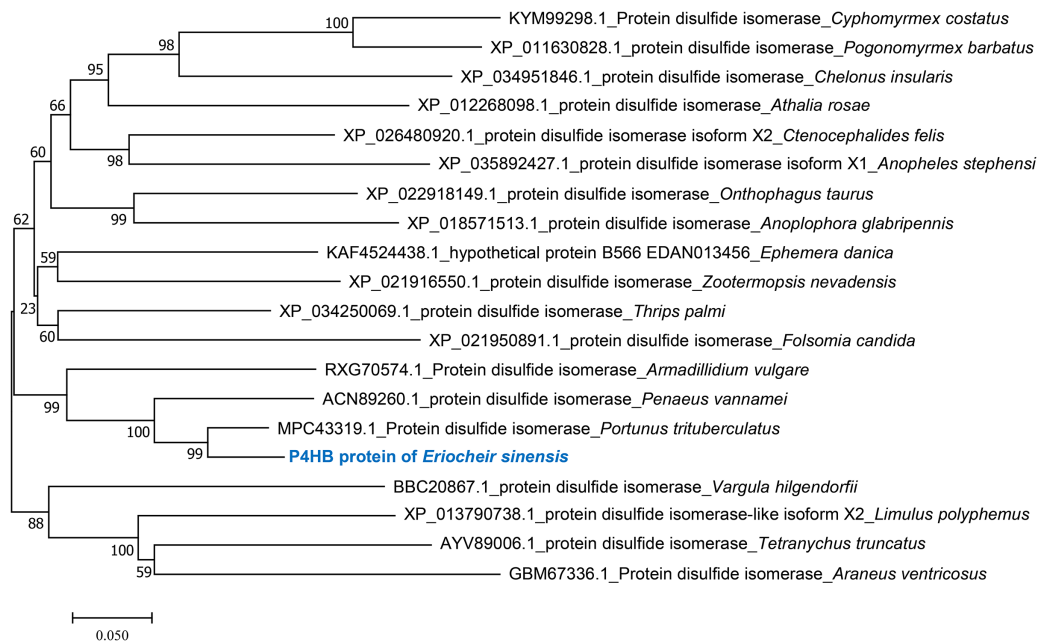 KYM99298.1_Protein disulfide isomerase_Cyphomyrmex costatus
100
XP_011630828.1_protein disulfide isomerase_Pogonomyrmex barbatus
98
XP_034951846.1_protein disulfide isomerase_Chelonus insularis
95
XP_012268098.1_protein disulfide isomerase_Athalia rosae
66
XP_026480920.1_protein disulfide isomerase isoform X2_Ctenocephalides felis
98
XP_035892427.1_protein disulfide isomerase isoform X1_Anopheles stephensi
60
XP_022918149.1_protein disulfide isomerase_Onthophagus taurus
99
XP_018571513.1_protein disulfide isomerase_Anoplophora glabripennis
62
KAF4524438.1_hypothetical protein B566 EDAN013456_Ephemera danica
59
XP_021916550.1_protein disulfide isomerase_Zootermopsis nevadensis
23
XP_034250069.1_protein disulfide isomerase_Thrips palmi
60
XP_021950891.1_protein disulfide isomerase_Folsomia candida
RXG70574.1_Protein disulfide isomerase_Armadillidium vulgare
99
ACN89260.1_protein disulfide isomerase_Penaeus vannamei
100
MPC43319.1_Protein disulfide isomerase_Portunus trituberculatus
99
P4HB protein of Eriocheir sinensis
BBC20867.1_protein disulfide isomerase_Vargula hilgendorfii
88
XP_013790738.1_protein disulfide isomerase-like isoform X2_Limulus polyphemus
100
AYV89006.1_protein disulfide isomerase_Tetranychus truncatus
59
GBM67336.1_Protein disulfide isomerase_Araneus ventricosus
0.050